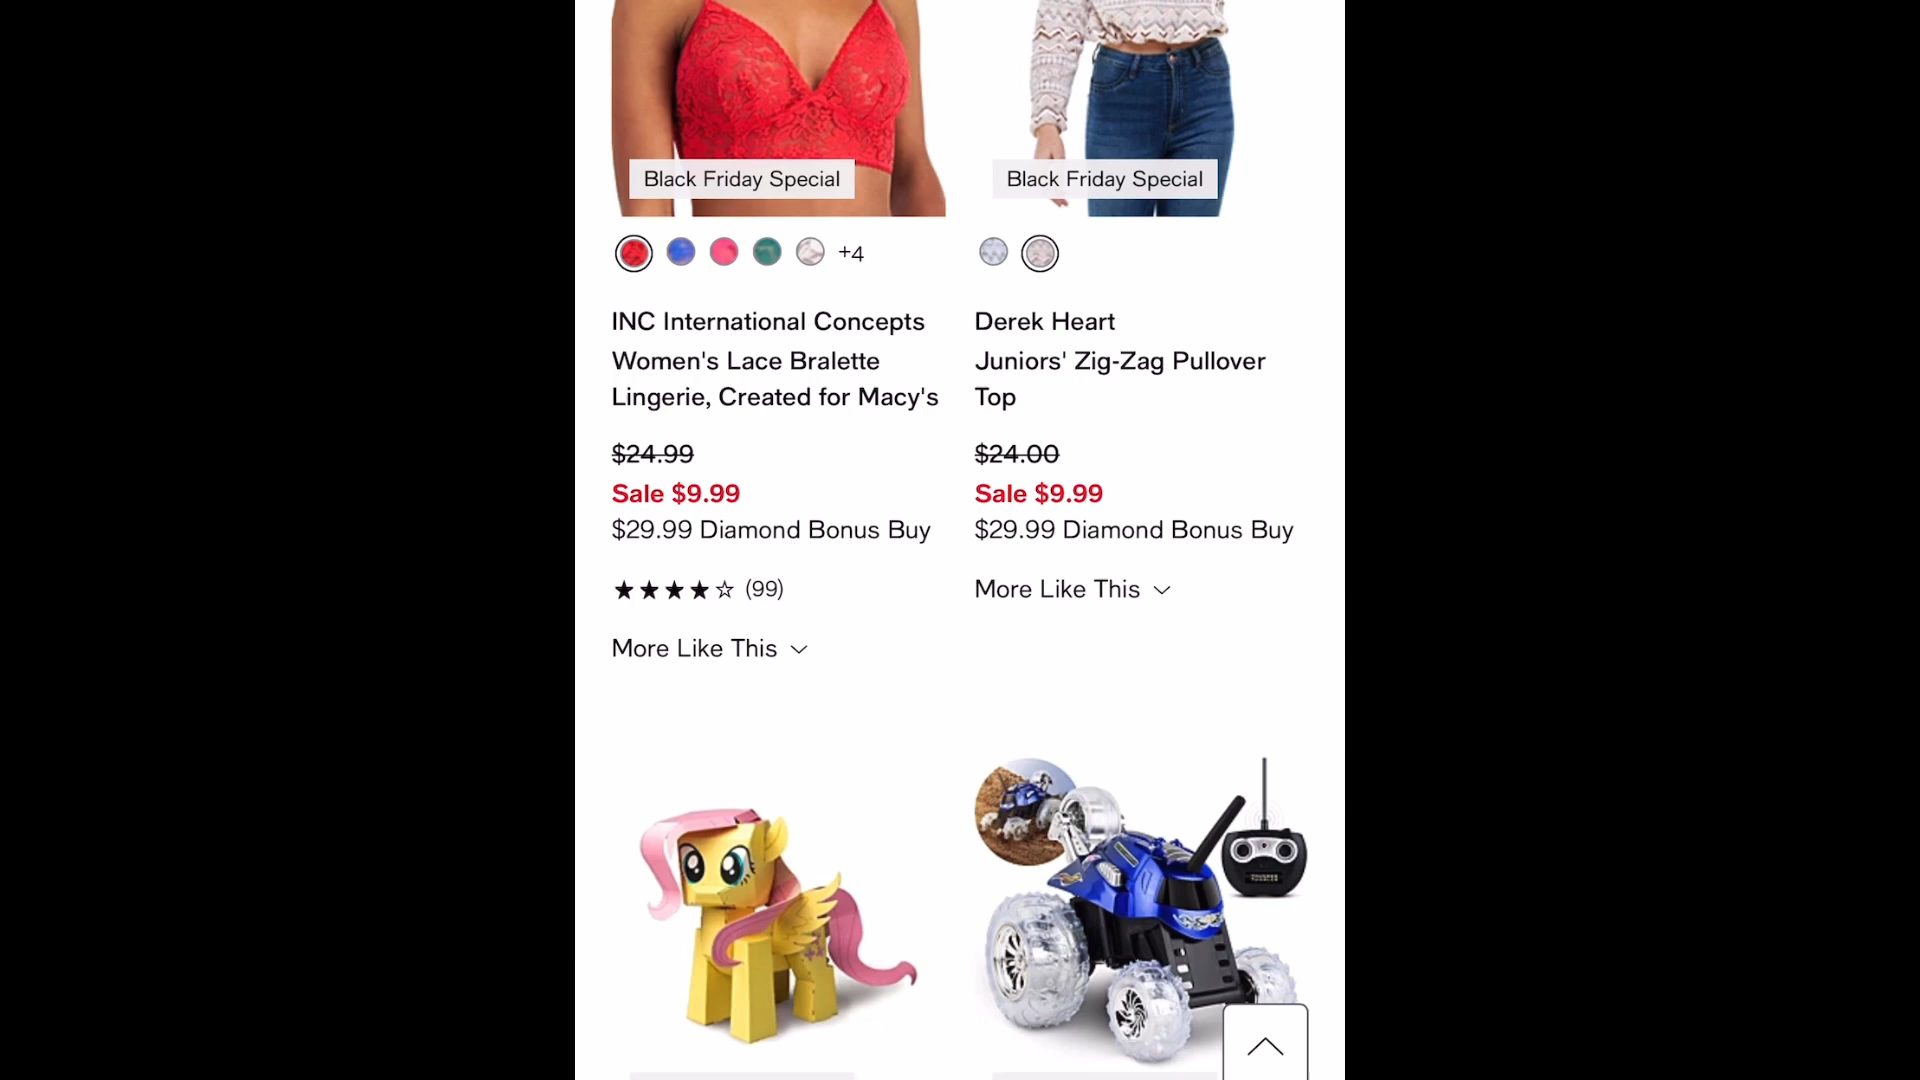 Black Friday Special
Black Friday Special
+4
INC International Concepts
Women's Lace Bralette
Lingerie, Created for Macy's
$24.99
Sale $9.99
$29.99 Diamond Bonus Buy
(99)
More Like This
Derek Heart
Juniors' Zig-Zag Pullover
Top
$24.00
Sale $9.99
$29.99 Diamond Bonus Buy
More Like This